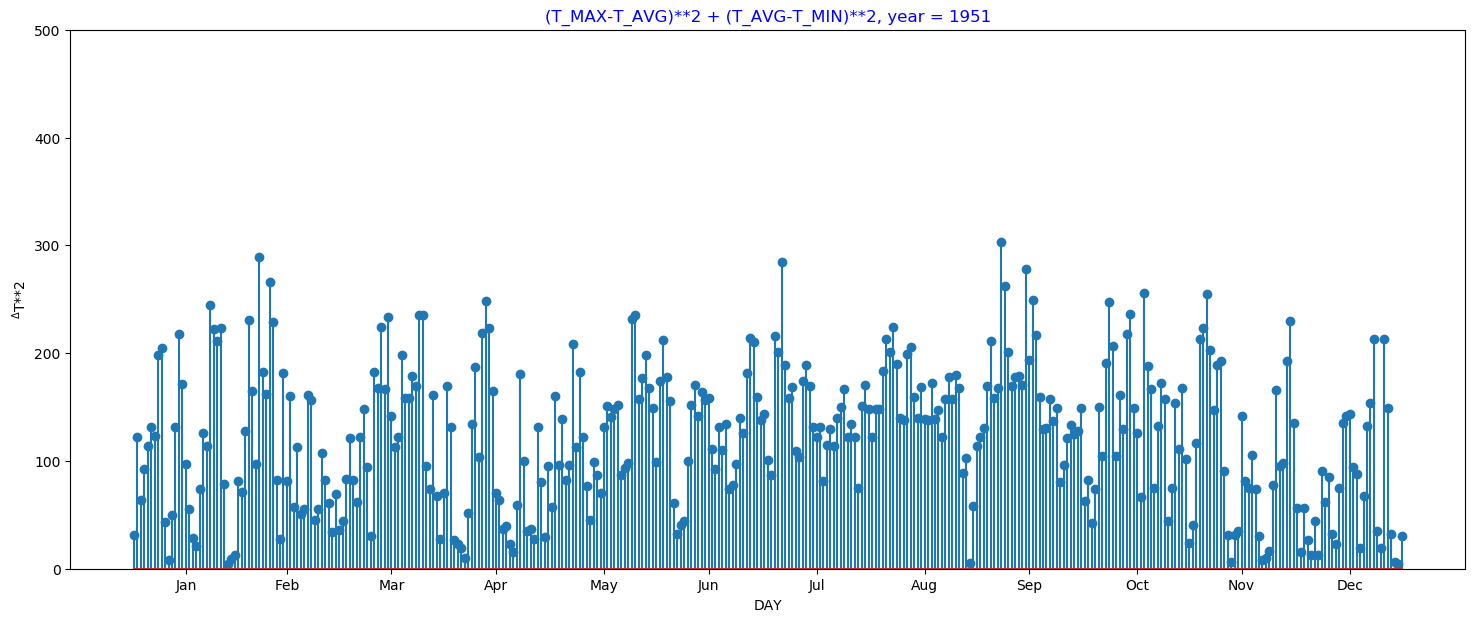 (T_MAX-T_AVG)**2 + (T_AVG-T_MIN)**2, year = 1951
500
400
300
200
100
0
ΔT**2
Jan Feb Mar Apr May Jun Jul Aug Sep Oct Nov Dec
DAY